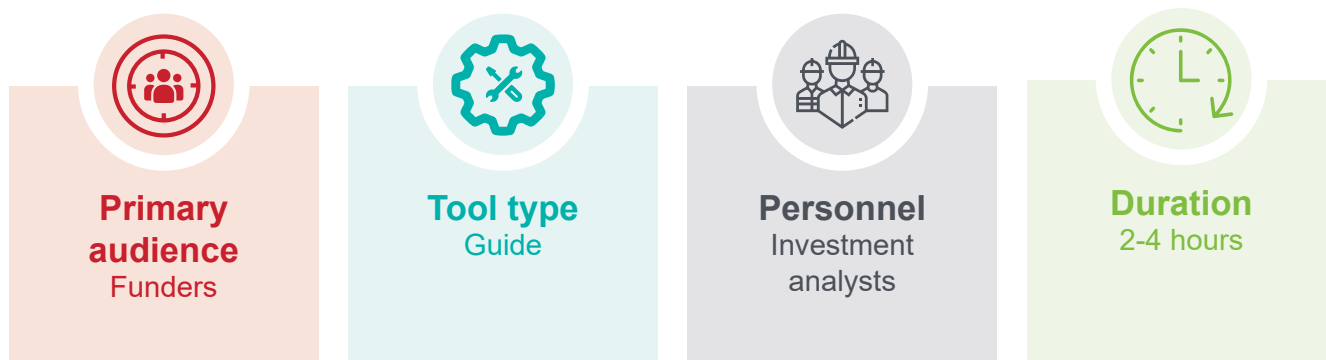 Primary
audience
Funders
Tool type
Guide
Personnel
Investment
analysts
Duration
2-4 hours